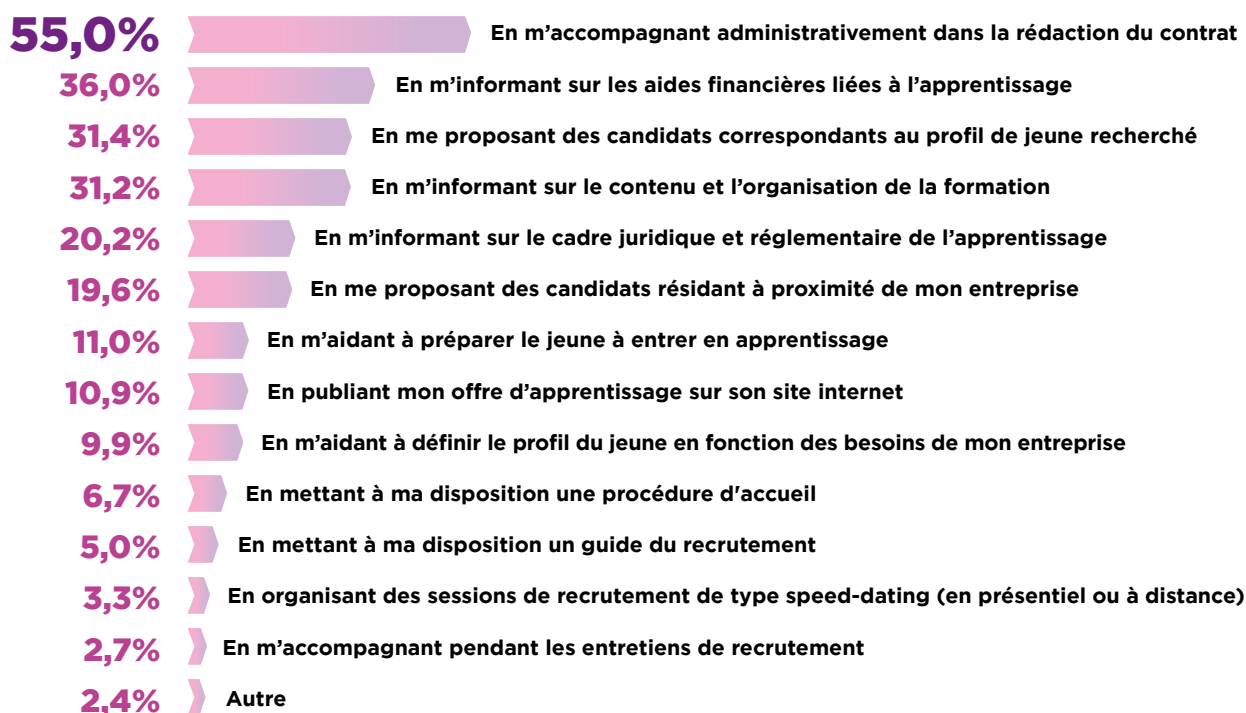 55,0% En m’accompagnant administrativement dans la rédaction du contrat
36,0% En m’informant sur les aides financières liées à l’apprentissage
31,4% En me proposant des candidats correspondants au profil de jeune recherché
31,2% En m’informant sur le contenu et l’organisation de la formation
20,2% En m’informant sur le cadre juridique et réglementaire de l’apprentissage
19,6% En me proposant des candidats résidant à proximité de mon entreprise
11,0% En m’aidant à préparer le jeune à entrer en apprentissage
10,9% En publiant mon offre d’apprentissage sur son site internet
9,9% En m’aidant à définir le profil du jeune en fonction des besoins de mon entreprise
6,7% En mettant à ma disposition une procédure d'accueil
5,0% En mettant à ma disposition un guide du recrutement
3,3% En organisant des sessions de recrutement de type speed-dating (en présentiel ou à distance)
2,7% En m’accompagnant pendant les entretiens de recrutement
2,4% Autre